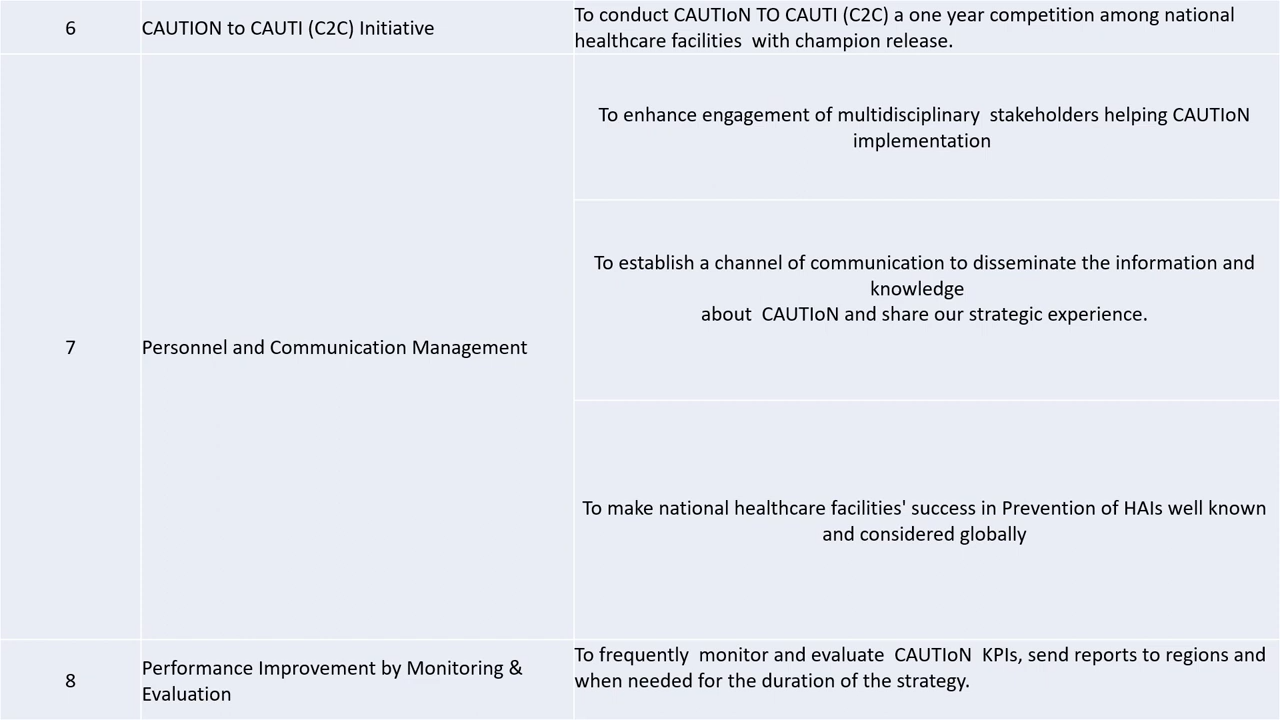 6
CAUTION to CAUTI (C2C) Initiative
To conduct CAUTIoN TO CAUTI (C2C) a one year competition among national
healthcare facilities  with champion release.
7
Personnel and Communication Management
To enhance engagement of multidisciplinary  stakeholders helping CAUTIoN
implementation
To establish a channel of communication to disseminate the information and
knowledge
about  CAUTIoN and share our strategic experience.
To make national healthcare facilities' success in Prevention of HAIs well known
and considered globally
8
Performance Improvement by Monitoring &
Evaluation
To frequently  monitor and evaluate  CAUTIoN  KPIs, send reports to regions and
when needed for the duration of the strategy.